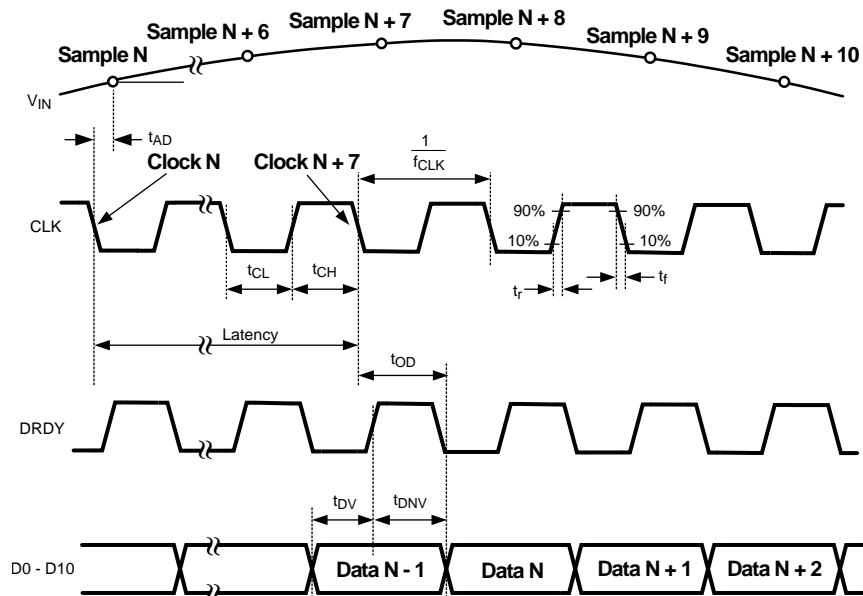 Sample N
Sample N + 6
Sample N + 7
Sample N + 8
Sample N + 9
Sample N + 10
VIN
tAD
Clock N
Clock N + 7
1
fCLK
CLK
90%
90%
10%
10%
tCL
tCH
tr
tf
Latency
tOD
DRDY
tDV
tDNV
D0 - D10
Data N - 1
Data N
Data N + 1
Data N + 2